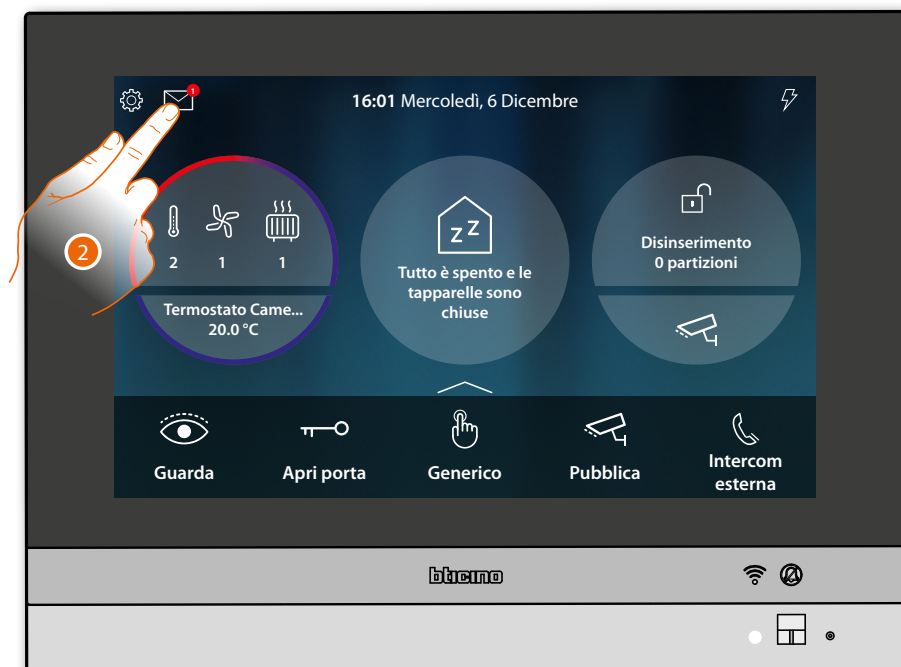 1
16:01 Mercoledì, 6 Dicembre
2
2 1 1
Termostato Came...
20.0 °C
z Z
Tutto è spento e le
tapparelle sono
chiuse
Disinserimento
0 partizioni
Guarda
Apri porta
Generico
Pubblica
Intercom
esterna
bticino